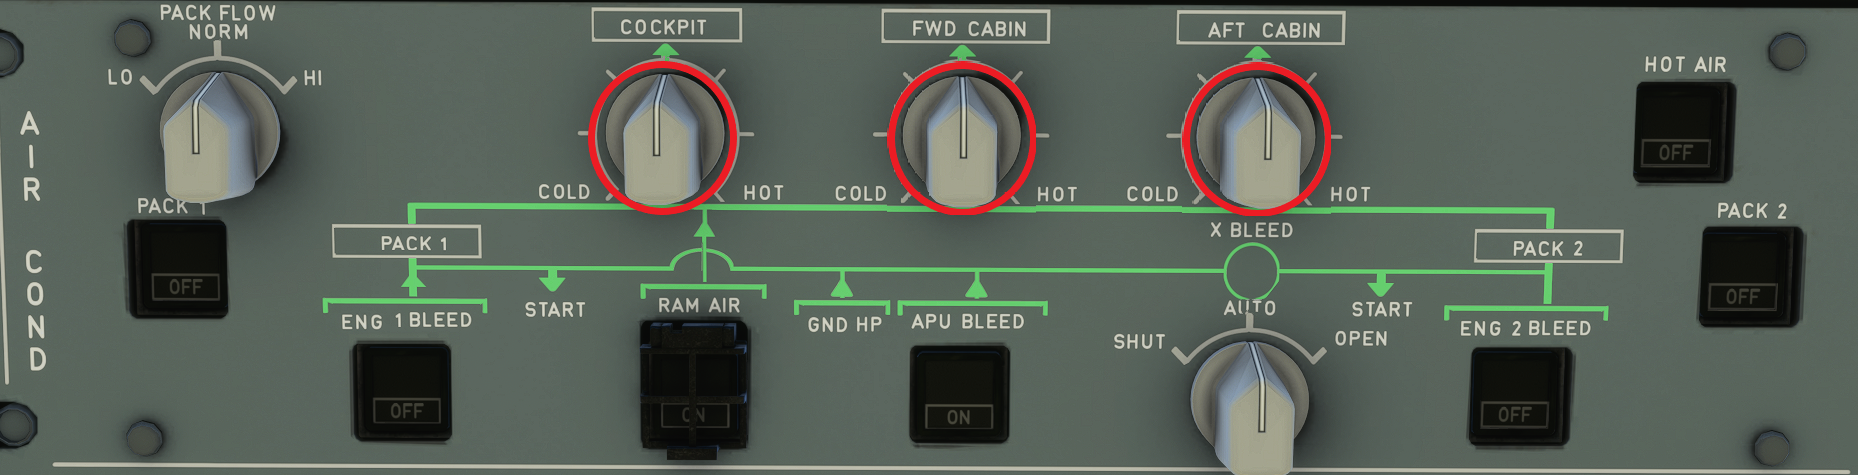 PACK FLOW
NORM
LO
HI
COCKPIT
FWD CABIN
AFT CABIN
HOT AIR
OFF
AIR COND
COLD
HOT
COLD
HOT
COLD
HOT
PACK 1
OFF
PACK 1
X BLEED
PACK 2
PACK 2
OFF
START
RAM AIR
GND HP
APU BLEED
AUTO
START
ENG 1 BLEED
ENG 2 BLEED
SHUT
OPEN
OFF
ON
ON
OFF